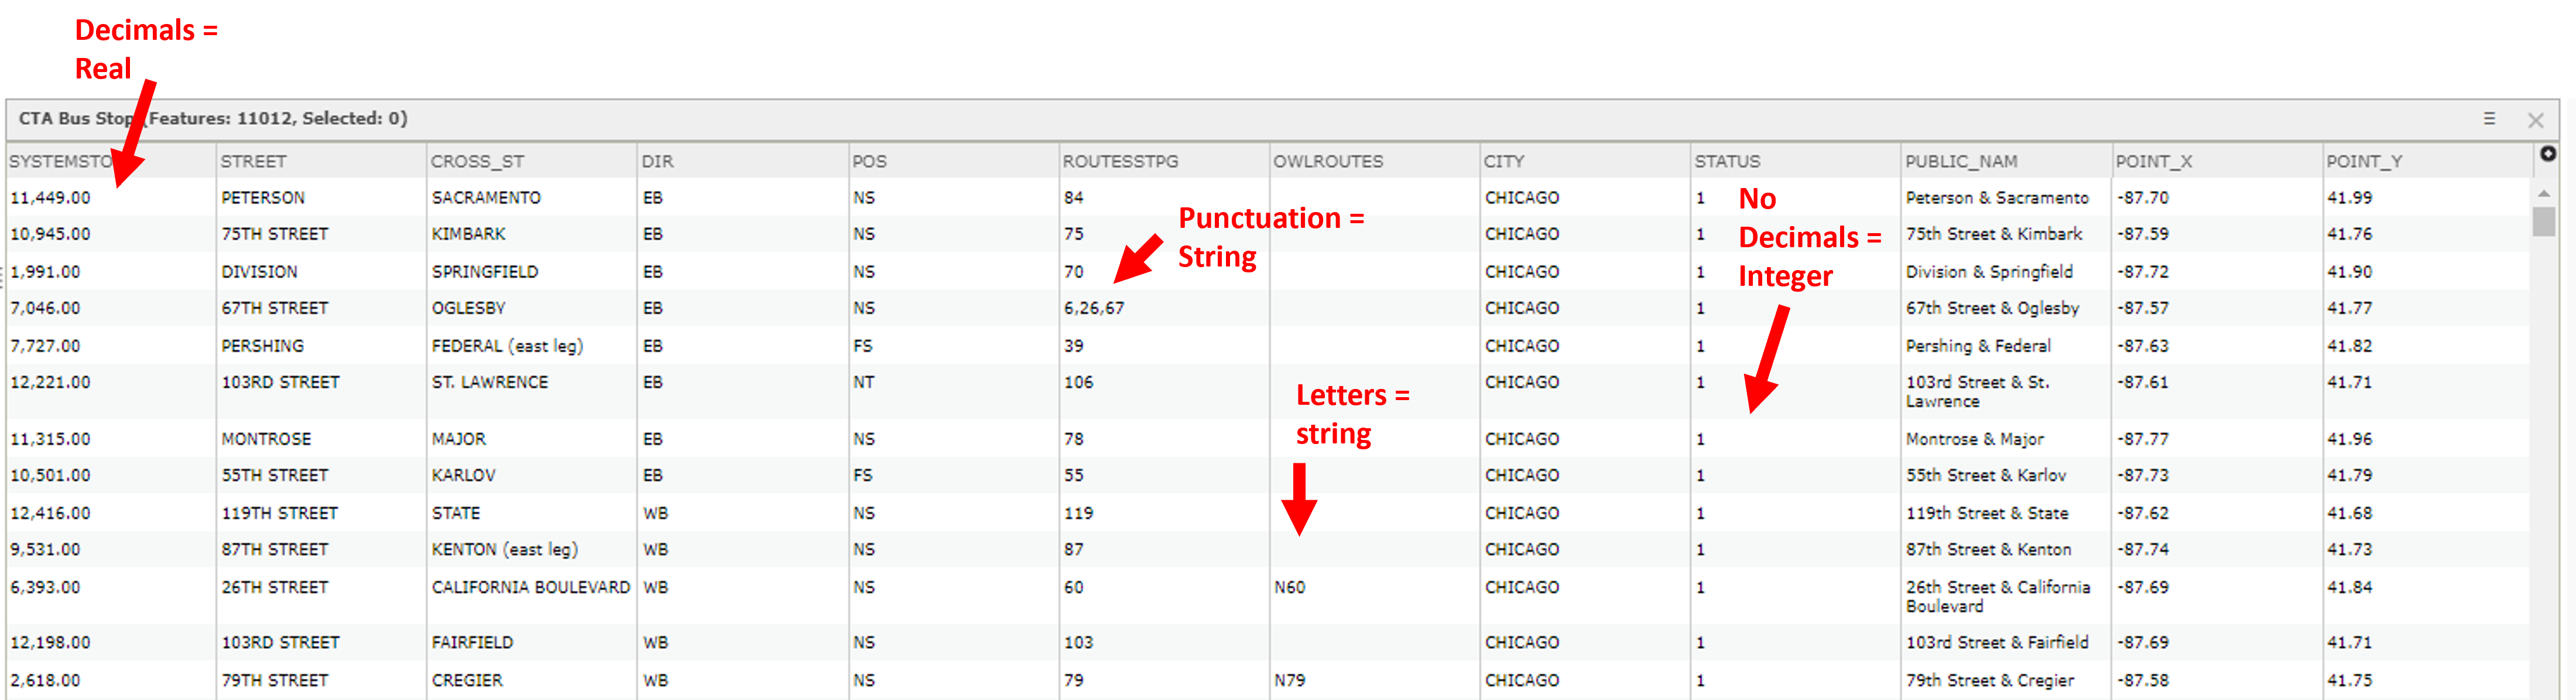 Decimals =
Real
CTA Bus Stop (Features: 11012, Selected: 0)
SYSTEMSTO STREET CROSS_ST DIR POS ROUTESSTPG OWLROUTES CITY STATUS PUBLIC_NAM POINT_X POINT_Y
11,449.00 PETERSON SACRAMENTO EB NS 84 CHICAGO 1 Peterson & Sacramento -87.70 41.99
10,945.00 75TH STREET KIMBARK EB NS 75 CHICAGO 1 75th Street & Kimbark -87.59 41.76
1,991.00 DIVISION SPRINGFIELD EB NS 70 CHICAGO 1 Division & Springfield -87.72 41.90
7,046.00 67TH STREET OGLESBY EB NS 6,26,67 CHICAGO 1 67th Street & Oglesby -87.57 41.77
7,727.00 PERSHING FEDERAL (east leg) EB FS 39 CHICAGO 1 Pershing & Federal -87.63 41.82
12,221.00 103RD STREET ST. LAWRENCE EB NT 106 CHICAGO 1 103rd Street & St. -87.61 41.71
Lawrence
11,315.00 MONTROSE MAJOR EB NS 78 CHICAGO 1 Montrose & Major -87.77 41.96
10,501.00 55TH STREET KARLOV EB FS 55 CHICAGO 1 55th Street & Karlov -87.73 41.79
12,416.00 119TH STREET STATE WB NS 119 CHICAGO 1 119th Street & State -87.62 41.68
9,531.00 87TH STREET KENTON (east leg) WB NS 87 CHICAGO 1 87th Street & Kenton -87.74 41.73
6,393.00 26TH STREET CALIFORNIA BOULEVARD WB NS 60 N60 CHICAGO 1 26th Street & California -87.69 41.84
Boulevard
12,198.00 103RD STREET FAIRFIELD WB NS 103 CHICAGO 1 103rd Street & Fairfield -87.69 41.71
2,618.00 79TH STREET CREGIER WB NS 79 N79 CHICAGO 1 79th Street & Cregier -87.58 41.75
Punctuation =
String
Letters =
string
No
Decimals =
Integer